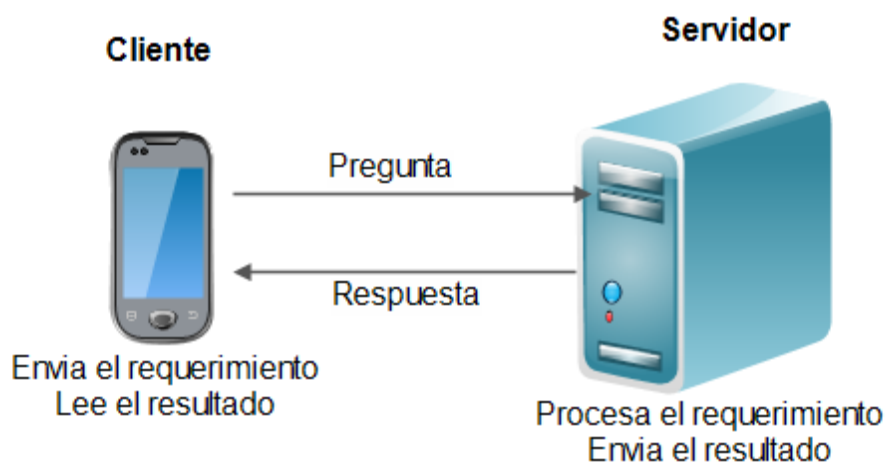 Cliente
Servidor
Pregunta
Respuesta
Envia el requerimiento
Lee el resultado
Procesa el requerimiento
Envia el resultado